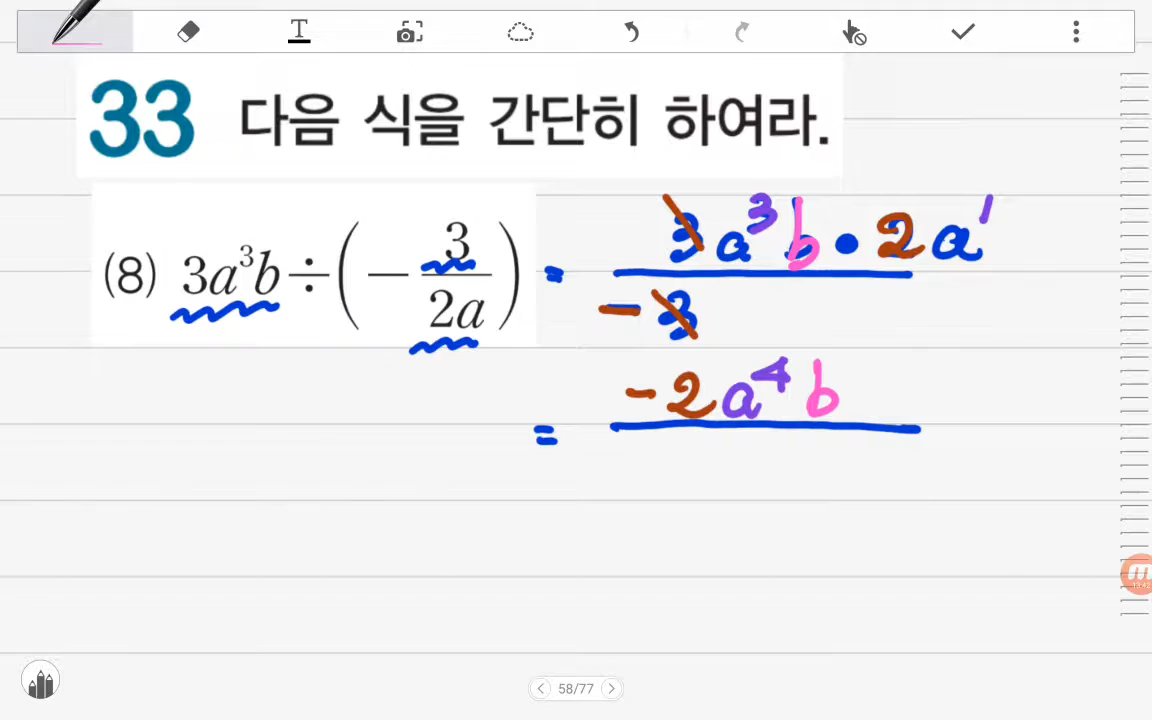 T
33 다음 식을 간단히 하여라.
(8) 3a³b ÷ (− 3/2a) = 3a³b · 2a¹ / −3
= −2a⁴b
58/77